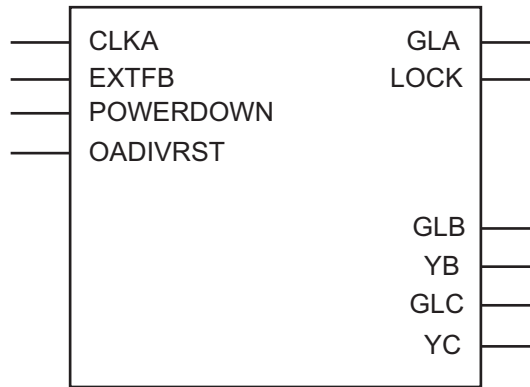 CLKA
EXTFB
POWERDOWN
OADIVRST
GLA
LOCK
GLB
YB
GLC
YC